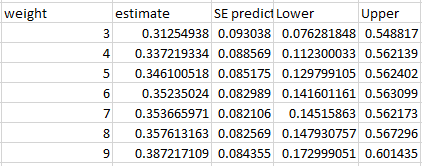 weight estimate SE predict Lower Upper
3 0.31254938 0.093038 0.076281848 0.548817
4 0.337219334 0.088569 0.112300033 0.562139
5 0.346100518 0.085175 0.129799105 0.562402
6 0.35235024 0.082989 0.141601161 0.563099
7 0.353665971 0.082106 0.14515863 0.562173
8 0.357613163 0.082569 0.147930757 0.567296
9 0.387217109 0.084355 0.172999051 0.601435